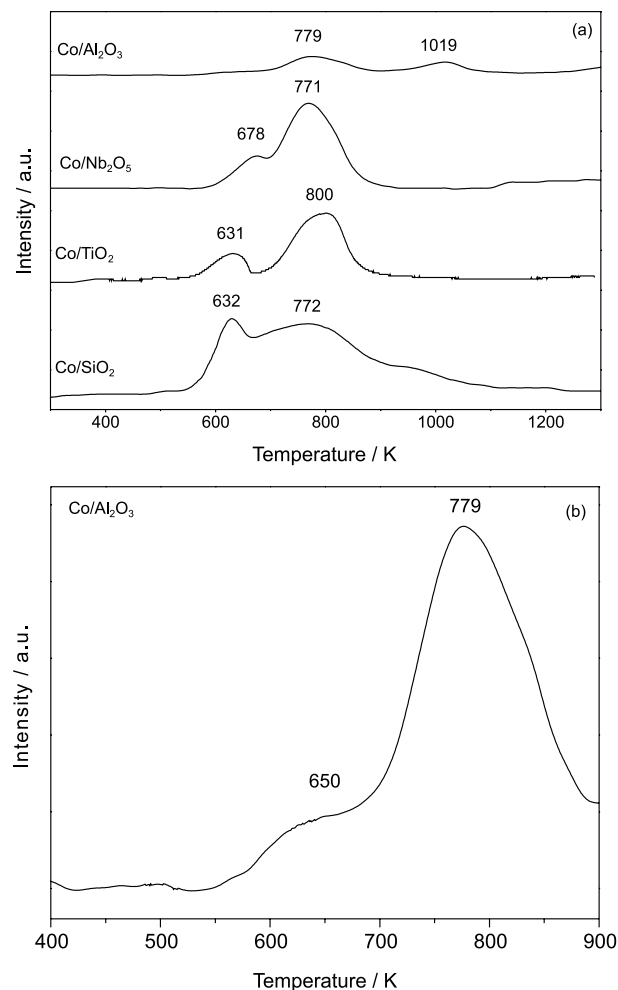 (a)
Co/Al₂O₃
779
1019
771
678
Co/Nb₂O₅
800
631
Co/TiO₂
632
772
Co/SiO₂
Intensity / a.u.
400 600 800 1000 1200
Temperature / K
Co/Al₂O₃
779
(b)
650
Intensity / a.u.
400 500 600 700 800 900
Temperature / K